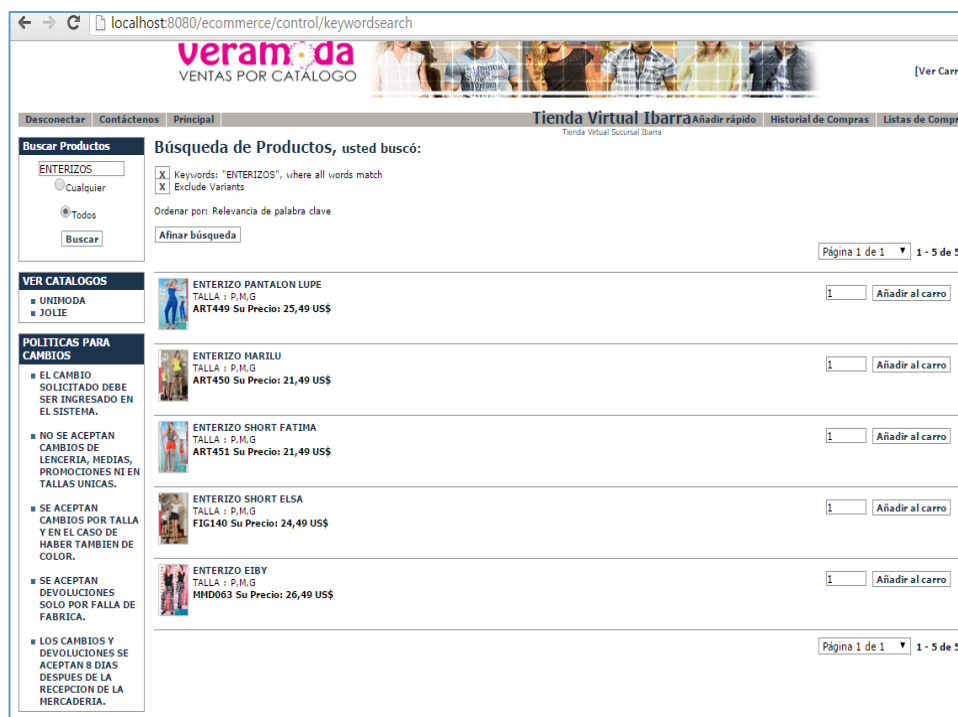 localhost:8080/ecommerce/control/keywordsearch
veramoda
VENTAS POR CATÁLOGO
[Ver Carr
Desconectar Contáctenos Principal
Tienda Virtual Ibarra
Añadir rápido Historial de Compras Listas de Compr
Tienda Virtual Sucursal Ibarra
Buscar Productos
ENTERIZOS
Cualquier
Todos
Buscar
VER CATALOGOS
UNIMODA
JOLIE
POLITICAS PARA
CAMBIOS
EL CAMBIO
SOLICITADO DEBE
SER INGRESADO EN
EL SISTEMA.
NO SE ACEPTAN
CAMBIOS DE
LENCERIA, MEDIAS,
PROMOCIONES NI EN
TALLAS UNICAS.
SE ACEPTAN
CAMBIOS POR TALLA
Y EN EL CASO DE
HABER TAMBIEN DE
COLOR.
SE ACEPTAN
DEVOLUCIONES
SOLO POR FALLA DE
FABRICA.
LOS CAMBIOS Y
DEVOLUCIONES SE
ACEPTAN 8 DIAS
DESPUES DE LA
RECEPCION DE LA
MERCADERIA.
Búsqueda de Productos, usted buscó:
X Keywords: "ENTERIZOS", where all words match
X Exclude Variants
Ordenar por: Relevancia de palabra clave
Afinar búsqueda
Página 1 de 1 1 - 5 de 5
ENTERIZO PANTALON LUPE
TALLA : P,M,G
ART449 Su Precio: 25,49 US$
1 Añadir al carro
ENTERIZO MARILU
TALLA : P,M,G
ART450 Su Precio: 21,49 US$
1 Añadir al carro
ENTERIZO SHORT FATIMA
TALLA : P,M,G
ART451 Su Precio: 21,49 US$
1 Añadir al carro
ENTERIZO SHORT ELSA
TALLA : P,M,G
FIG140 Su Precio: 24,49 US$
1 Añadir al carro
ENTERIZO EIBY
TALLA : P,M,G
MMD063 Su Precio: 26,49 US$
1 Añadir al carro
Página 1 de 1 1 - 5 de 5